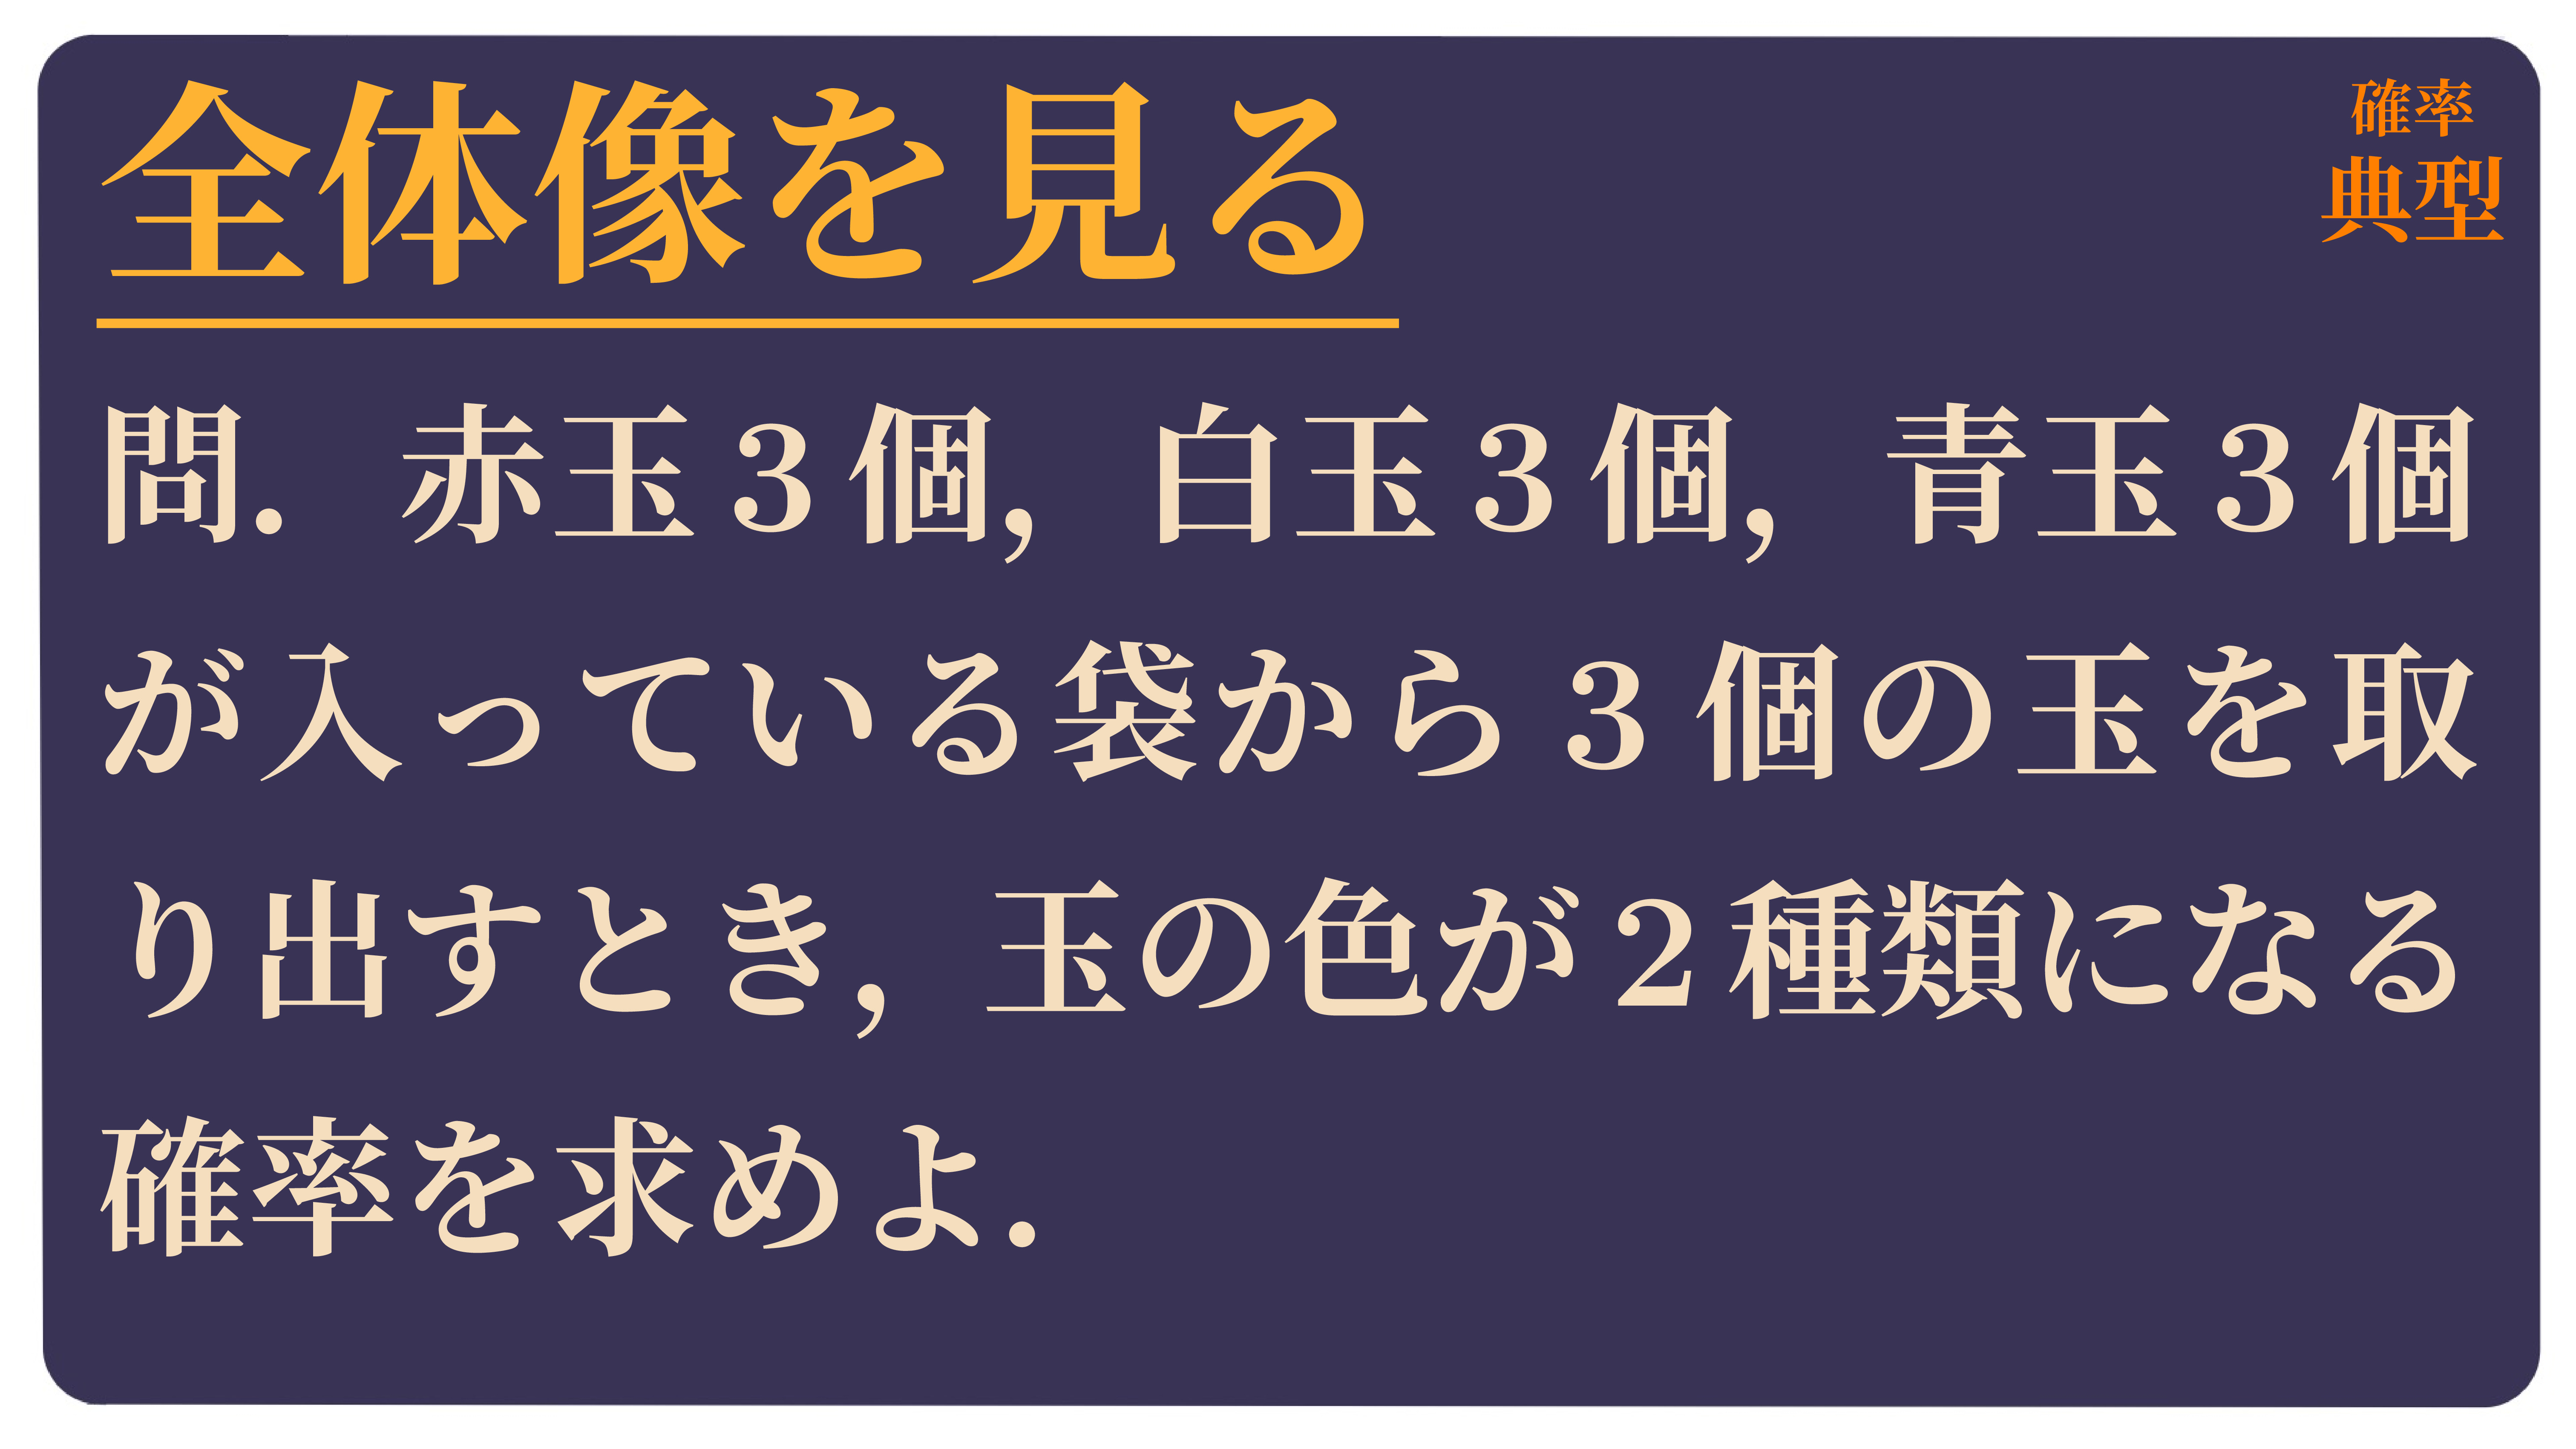 全体像を見る
確率
典型
問. 赤玉3個, 白玉3個, 青玉3個
が入っている袋から3個の玉を取
り出すとき, 玉の色が2種類になる
確率を求めよ.